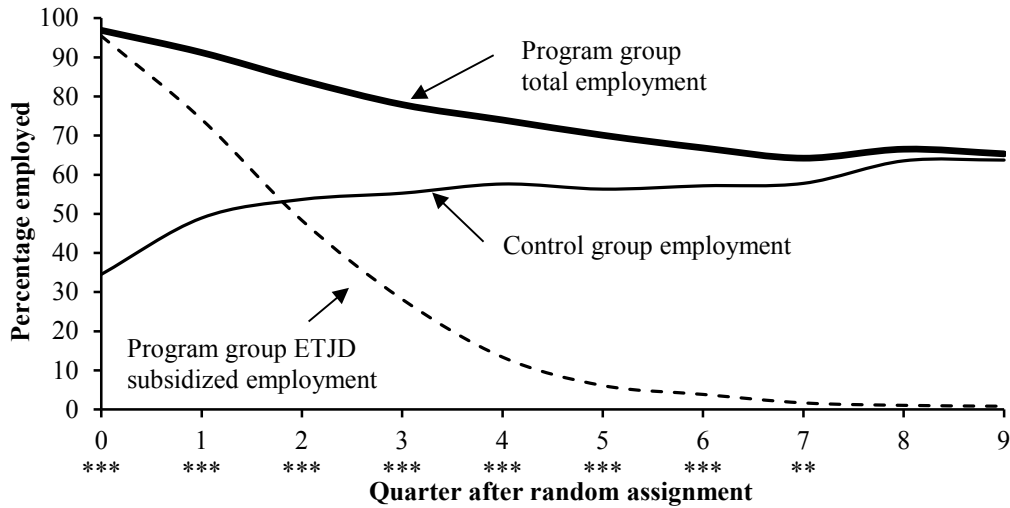 100
90
80
70
60
50
40
30
20
10
0
Percentage employed
Program group
total employment
Control group employment
Program group ETJD
subsidized employment
0 1 2 3 4 5 6 7 8 9
*** *** *** *** *** *** *** **
Quarter after random assignment